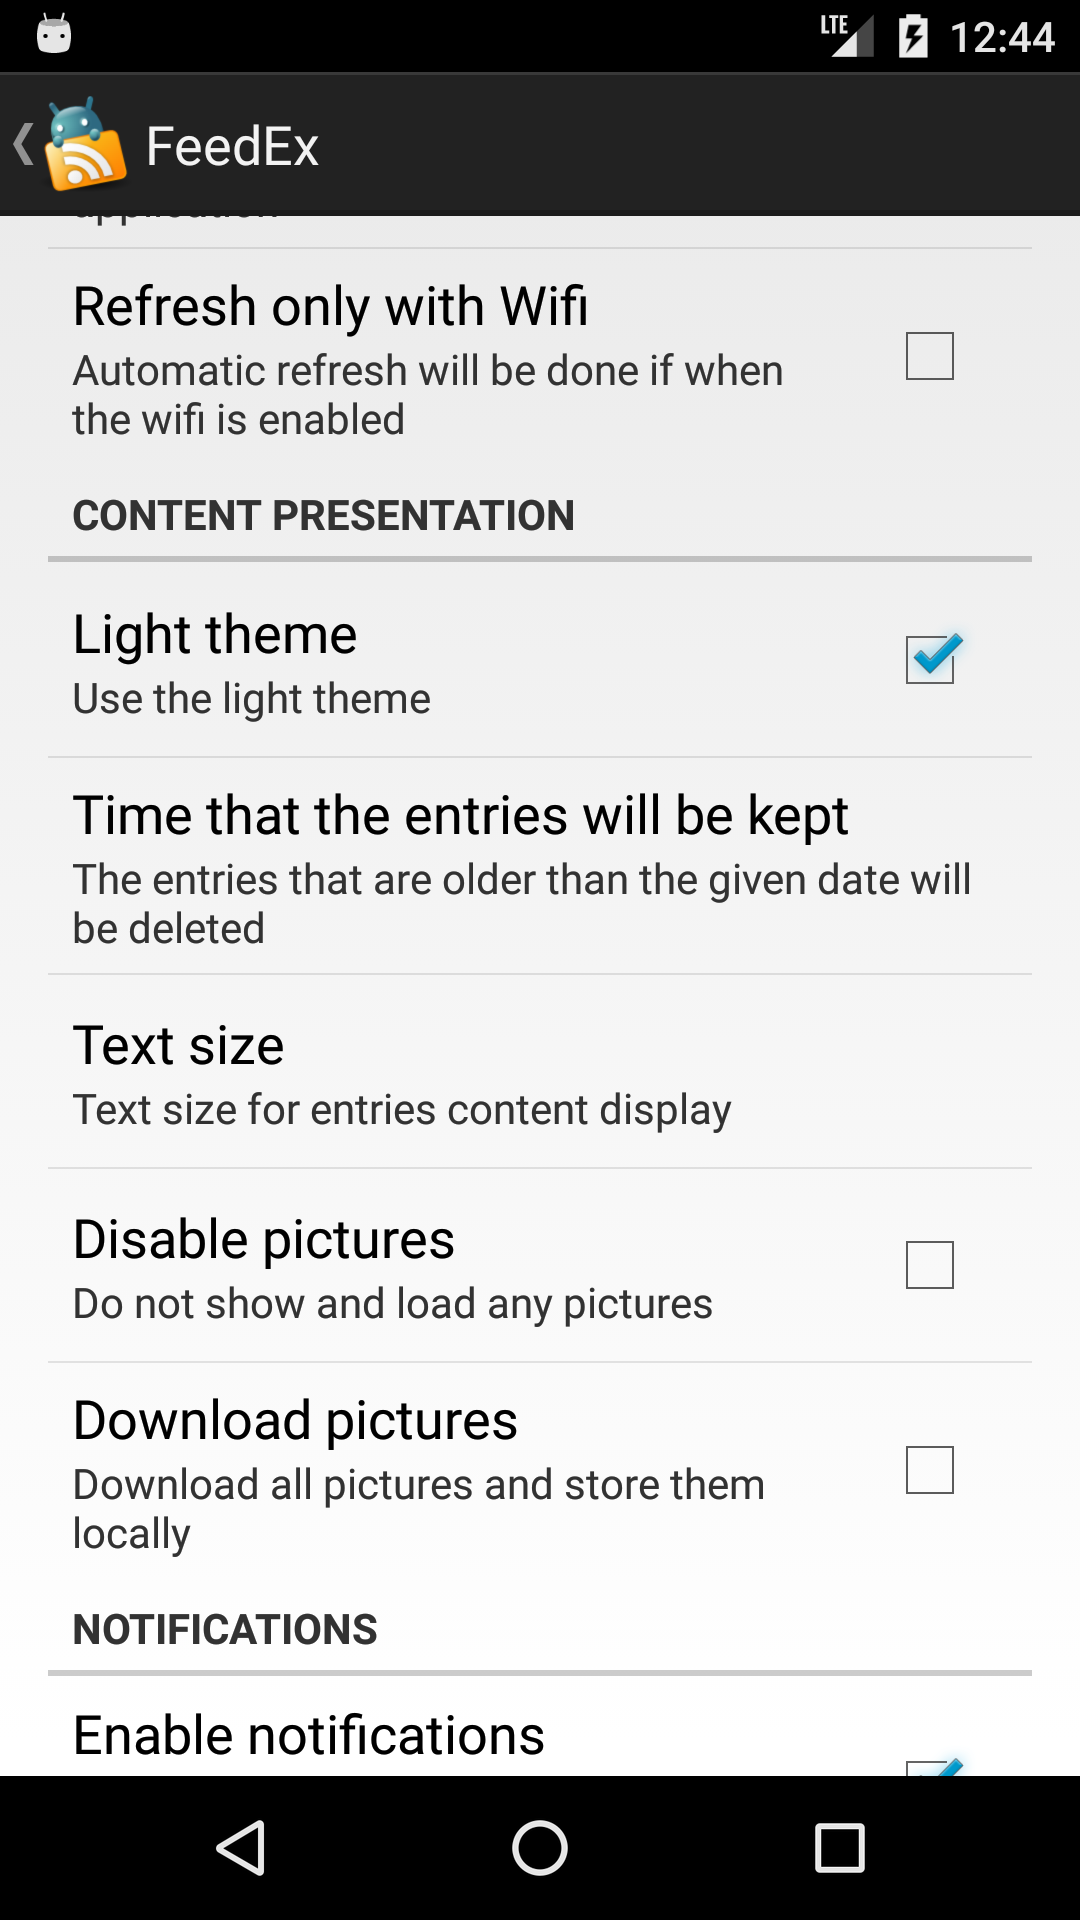 LTE 12:44
FeedEx
Refresh only with Wifi
Automatic refresh will be done if when
the wifi is enabled
CONTENT PRESENTATION
Light theme
Use the light theme
Time that the entries will be kept
The entries that are older than the given date will
be deleted
Text size
Text size for entries content display
Disable pictures
Do not show and load any pictures
Download pictures
Download all pictures and store them
locally
NOTIFICATIONS
Enable notifications